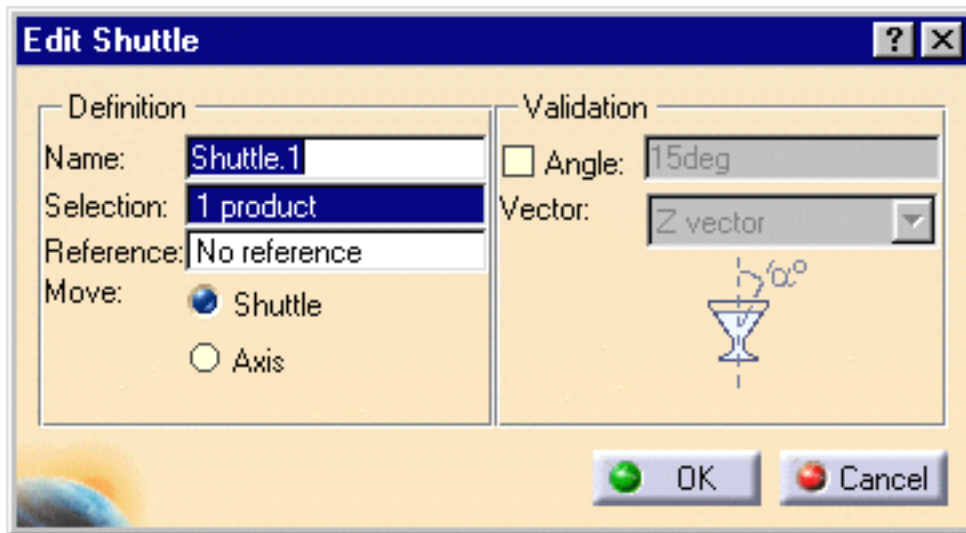 Edit Shuttle
Definition
Name: Shuttle.1
Selection: 1 product
Reference: No reference
Move: Shuttle
Axis
Validation
Angle: 15deg
Vector: Z vector
α°
OK Cancel